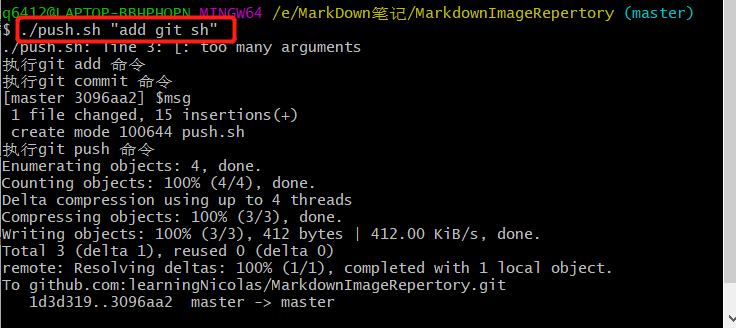 q6412@LAPTOP-BBHPHOPN MINGW64 /e/MarkDown笔记/MarkdownImageRepertory (master)
$ ./push.sh "add git sh"
./push.sh: line 3: [: too many arguments
执行git add 命令
执行git commit 命令
[master 3096aa2] $msg
 1 file changed, 15 insertions(+)
 create mode 100644 push.sh
执行git push 命令
Enumerating objects: 4, done.
Counting objects: 100% (4/4), done.
Delta compression using up to 4 threads
Compressing objects: 100% (3/3), done.
Writing objects: 100% (3/3), 412 bytes | 412.00 KiB/s, done.
Total 3 (delta 1), reused 0 (delta 0)
remote: Resolving deltas: 100% (1/1), completed with 1 local object.
To github.com:learningNicolas/MarkdownImageRepertory.git
   1d3d319..3096aa2  master -> master